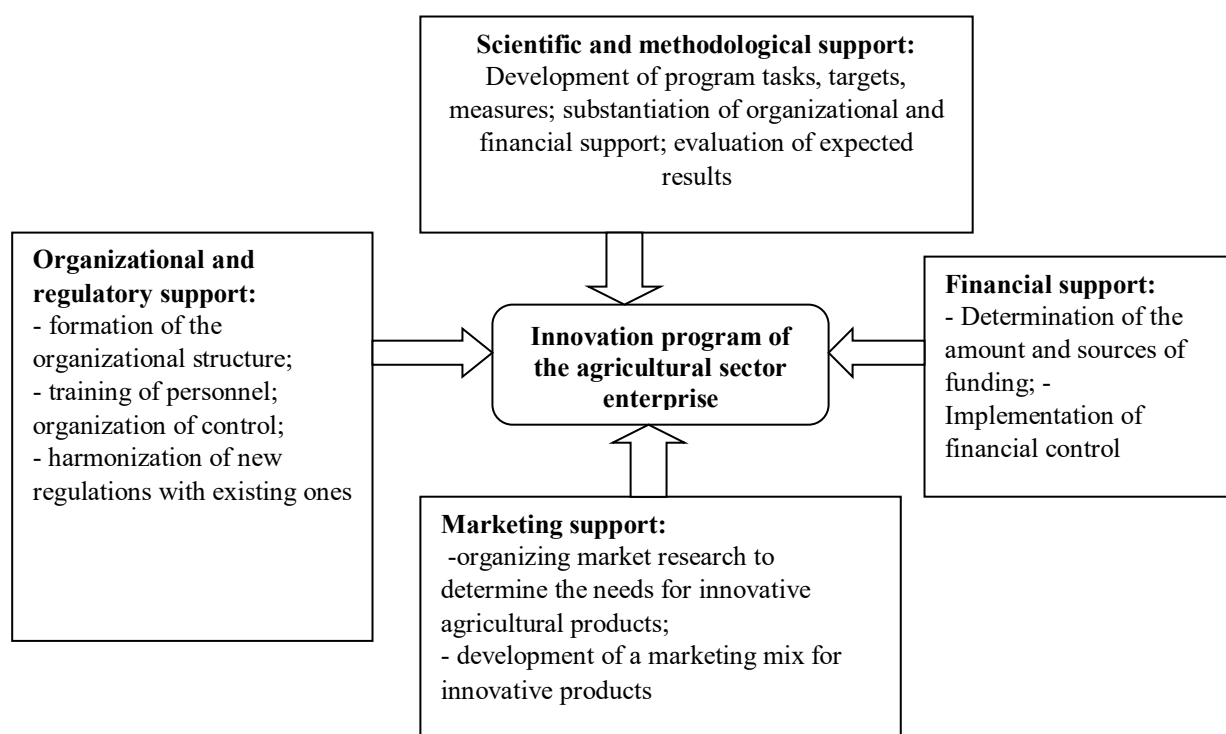 Scientific and methodological support:
Development of program tasks, targets,
measures; substantiation of organizational and
financial support; evaluation of expected
results
Organizational and
regulatory support:
- formation of the
organizational structure;
- training of personnel;
organization of control;
- harmonization of new
regulations with existing ones
Innovation program of
the agricultural sector
enterprise
Financial support:
- Determination of the
amount and sources of
funding; -
Implementation of
financial control
Marketing support:
-organizing market research to
determine the needs for innovative
agricultural products;
- development of a marketing mix for
innovative products